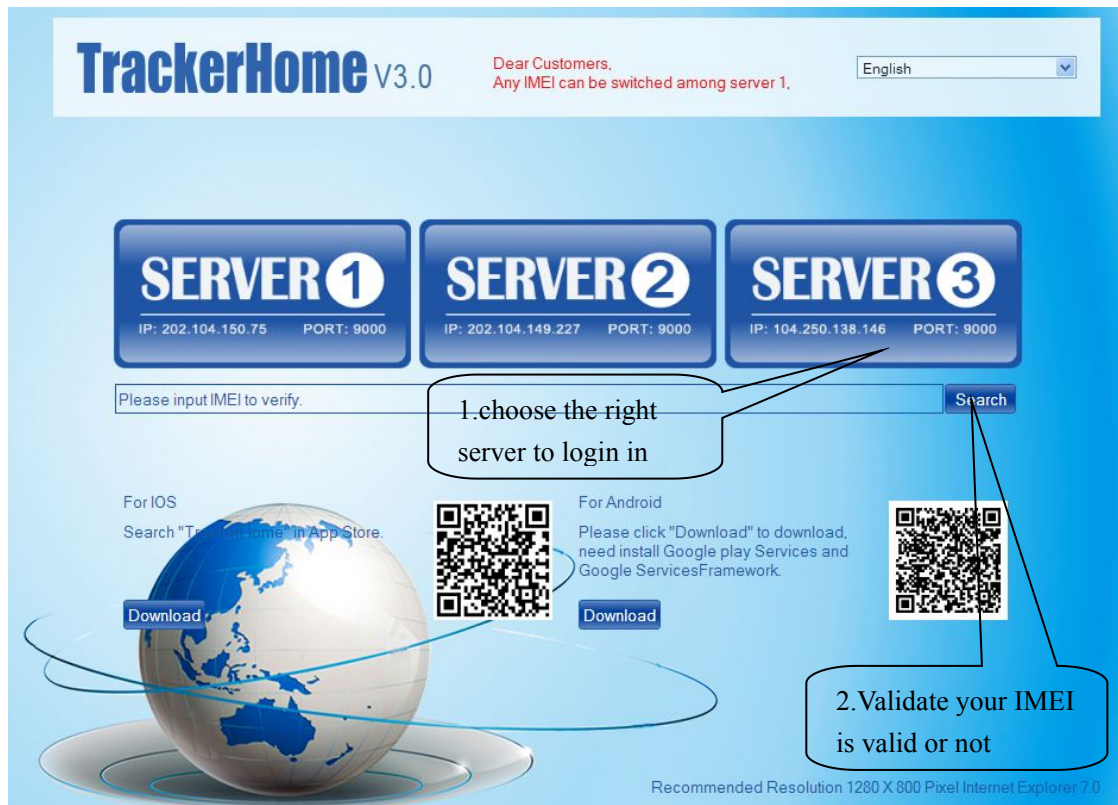 TrackerHome V3.0
Dear Customers,
Any IMEI can be switched among server 1,
English
SERVER 1
IP: 202.104.150.75 PORT: 9000
SERVER 2
IP: 202.104.149.227 PORT: 9000
SERVER 3
IP: 104.250.138.146 PORT: 9000
Please input IMEI to verify.
Search
1.choose the right
server to login in
For IOS
Search "TrackerHome" in App Store.
Download
For Android
Please click "Download" to download,
need install Google play Services and
Google ServicesFramework.
Download
2.Validate your IMEI
is valid or not
Recommended Resolution 1280 X 800 Pixel Internet Explorer 7.0